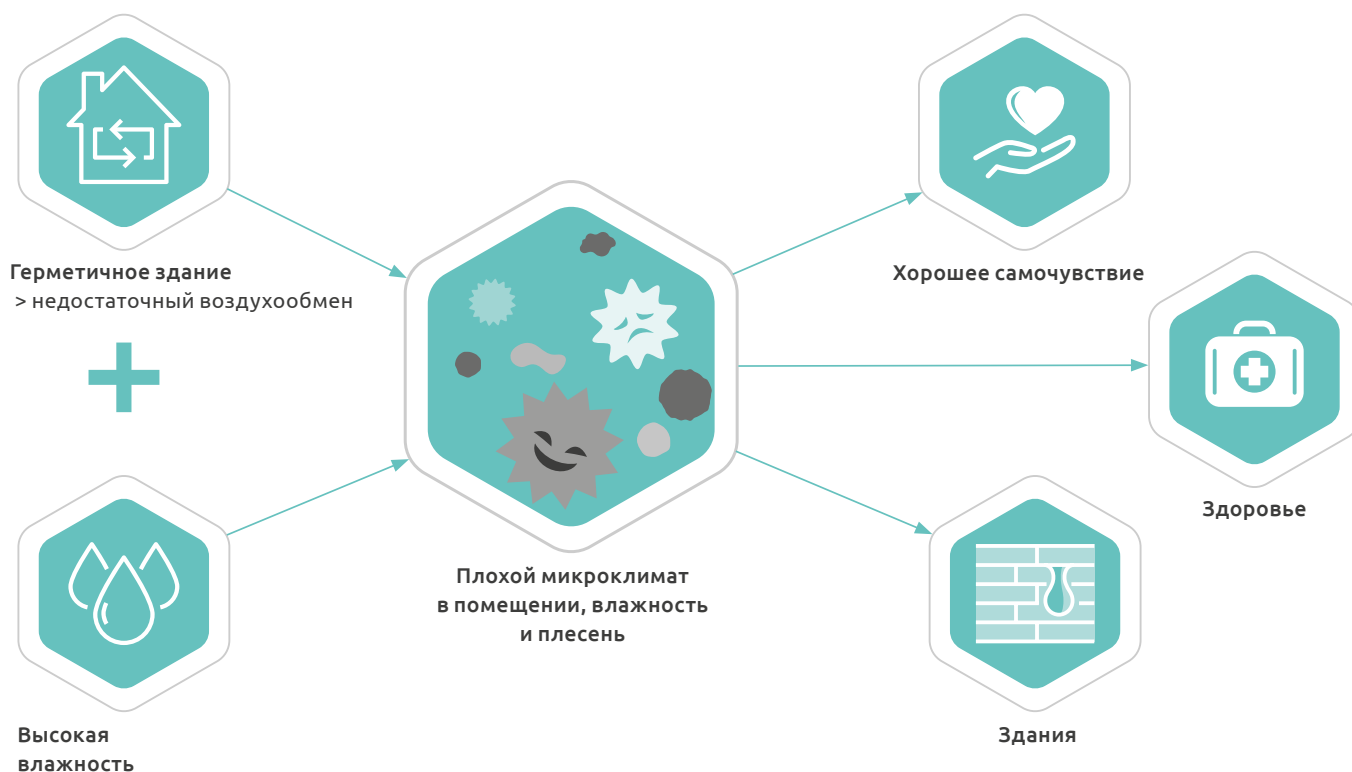 Герметичное здание
> недостаточный воздухообмен
Высокая
влажность
Плохой микроклимат
в помещении, влажность
и плесень
Хорошее самочувствие
Здоровье
Здания